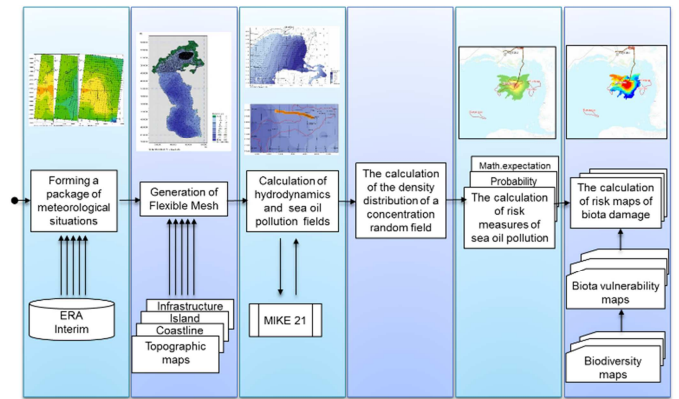 Forming a
package of
meteorological
situations
ERA
Interim
Generation of
Flexible Mesh
Infrastructure
Island
Coastline
Topographic
maps
Calculation of
hydrodynamics
and sea oil
pollution fields
MIKE 21
The calculation
of the density
distribution of a
concentration
random field
Math.expectation
Probability
The calculation
of risk
measures of
sea oil pollution
The calculation
of risk maps of
biota damage
Biota vulnerability
maps
Biodiversity
maps